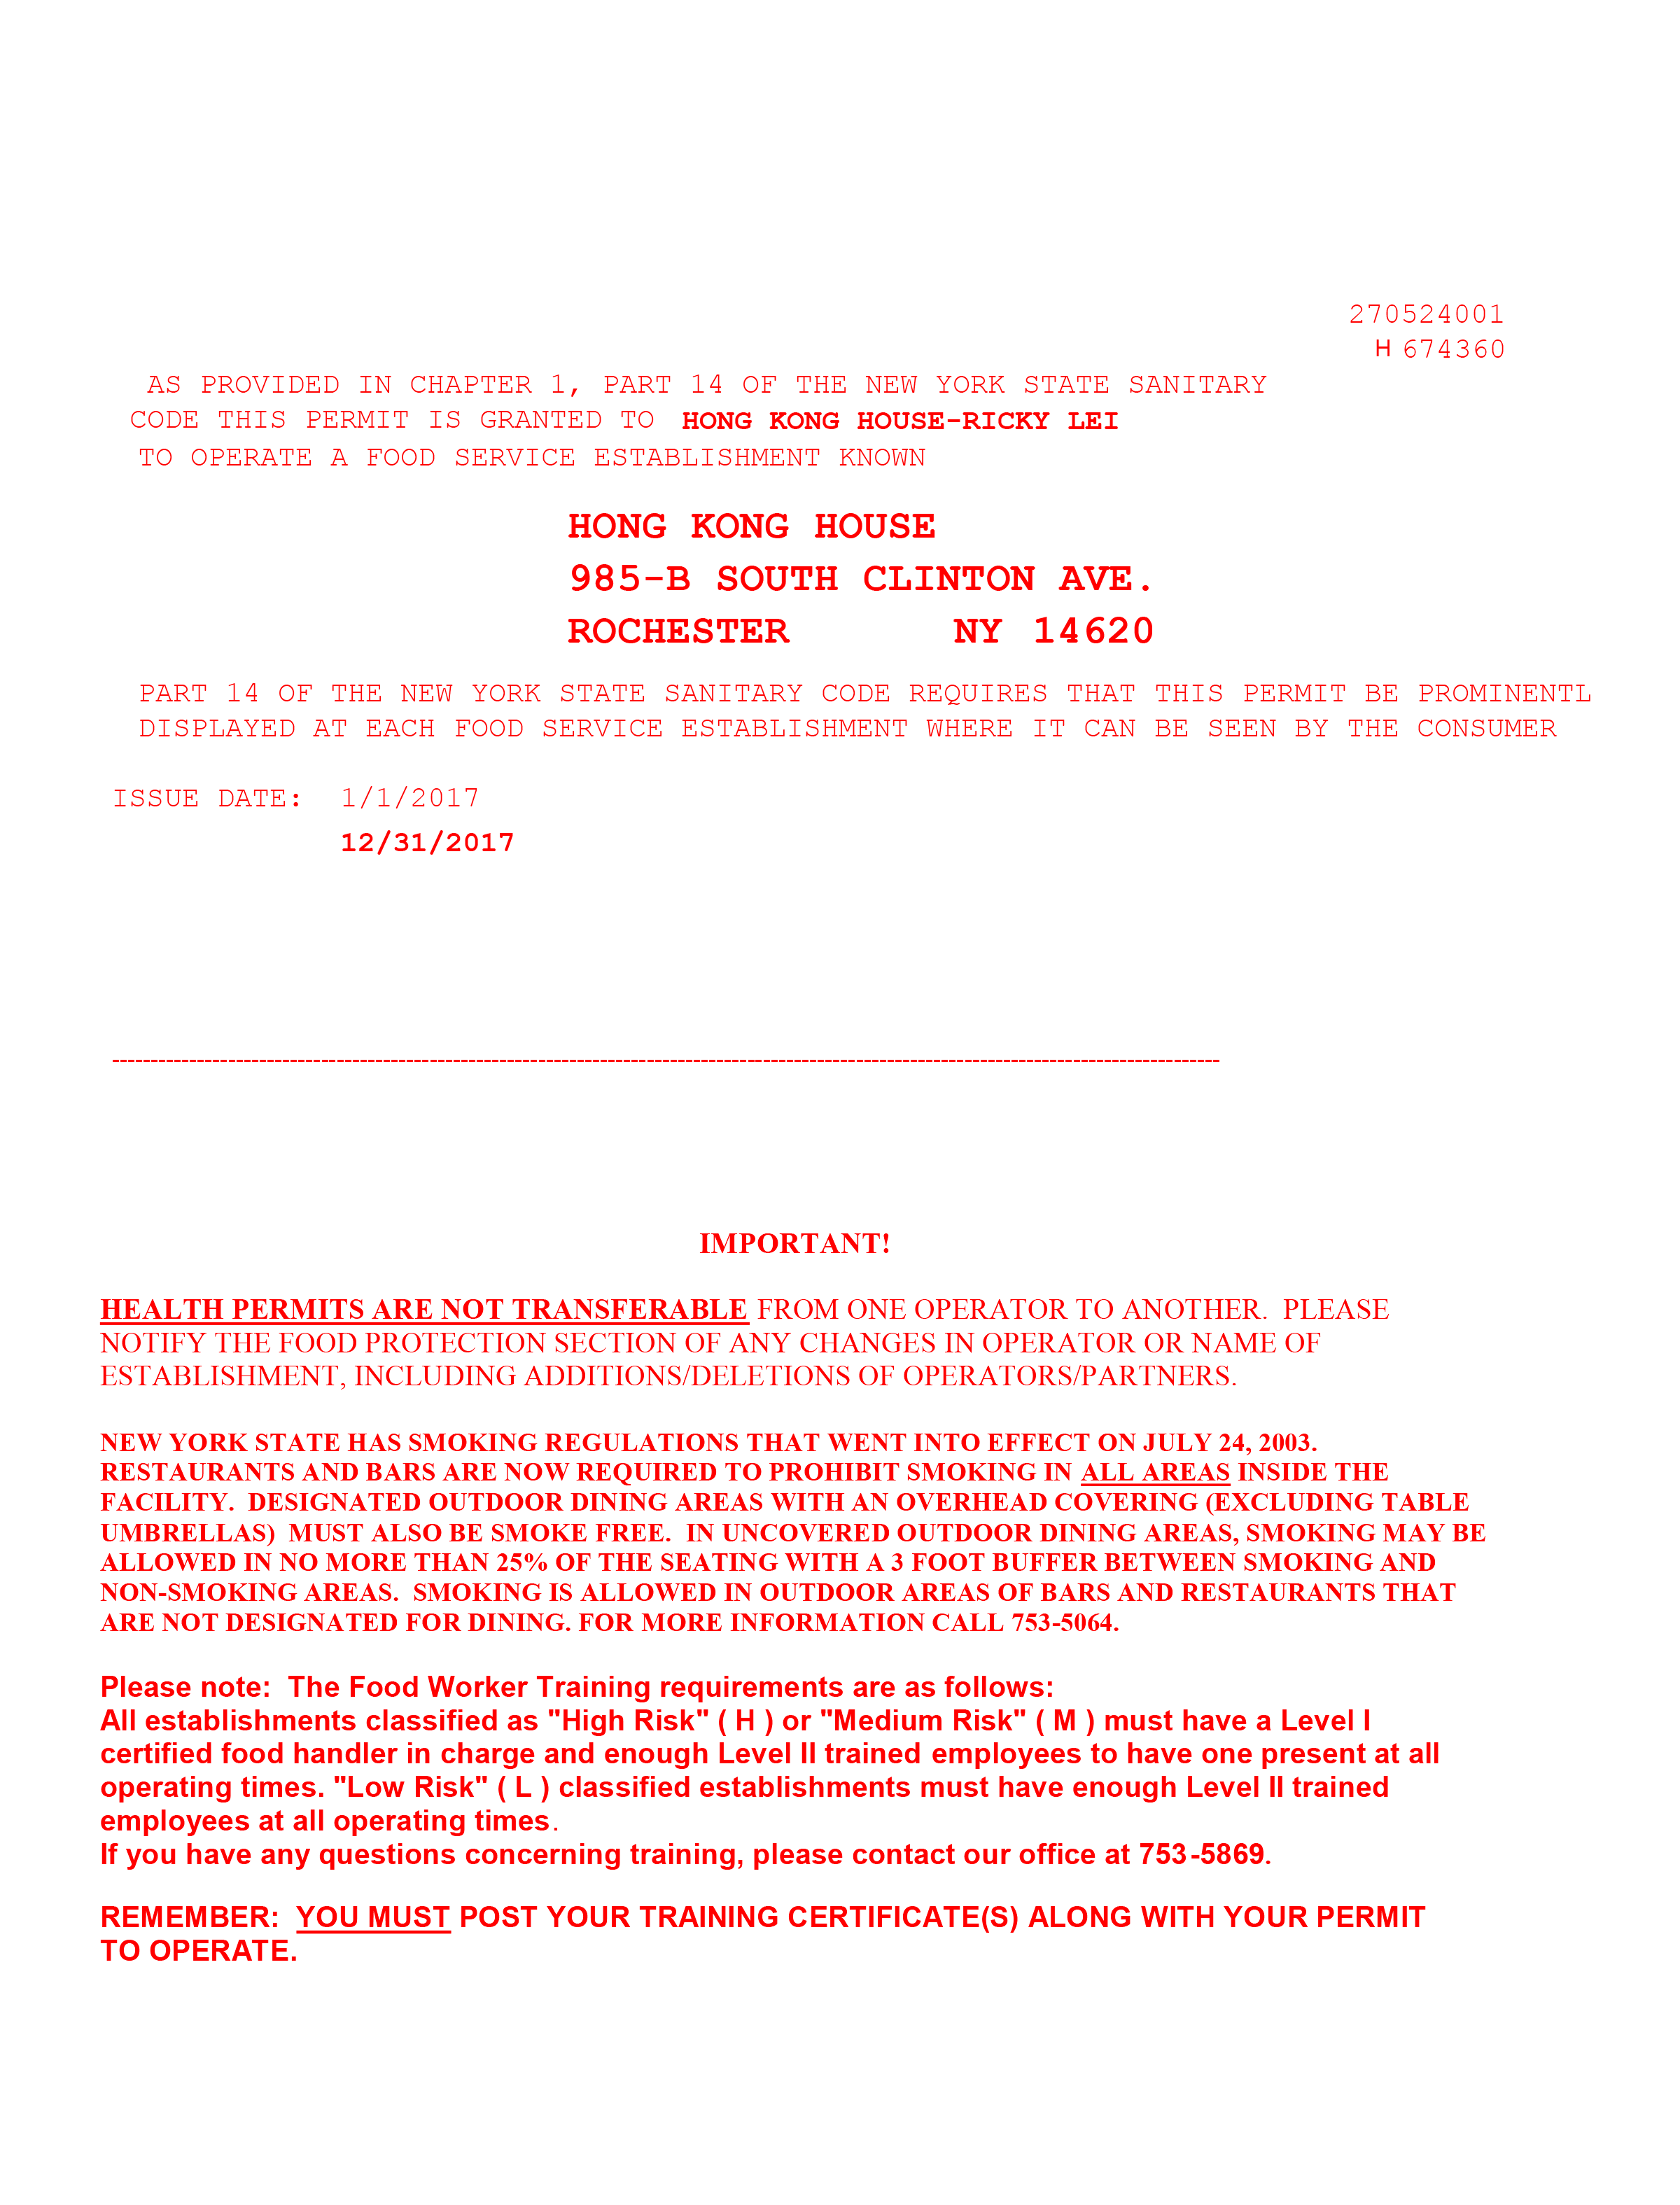 270524001
H 674360
AS PROVIDED IN CHAPTER 1, PART 14 OF THE NEW YORK STATE SANITARY
CODE THIS PERMIT IS GRANTED TO HONG KONG HOUSE-RICKY LEI
TO OPERATE A FOOD SERVICE ESTABLISHMENT KNOWN
HONG KONG HOUSE
985-B SOUTH CLINTON AVE.
ROCHESTER NY 14620
PART 14 OF THE NEW YORK STATE SANITARY CODE REQUIRES THAT THIS PERMIT BE PROMINENTL
DISPLAYED AT EACH FOOD SERVICE ESTABLISHMENT WHERE IT CAN BE SEEN BY THE CONSUMER
ISSUE DATE: 1/1/2017
12/31/2017
IMPORTANT!
HEALTH PERMITS ARE NOT TRANSFERABLE FROM ONE OPERATOR TO ANOTHER. PLEASE
NOTIFY THE FOOD PROTECTION SECTION OF ANY CHANGES IN OPERATOR OR NAME OF
ESTABLISHMENT, INCLUDING ADDITIONS/DELETIONS OF OPERATORS/PARTNERS.
NEW YORK STATE HAS SMOKING REGULATIONS THAT WENT INTO EFFECT ON JULY 24, 2003.
RESTAURANTS AND BARS ARE NOW REQUIRED TO PROHIBIT SMOKING IN ALL AREAS INSIDE THE
FACILITY. DESIGNATED OUTDOOR DINING AREAS WITH AN OVERHEAD COVERING (EXCLUDING TABLE
UMBRELLAS) MUST ALSO BE SMOKE FREE. IN UNCOVERED OUTDOOR DINING AREAS, SMOKING MAY BE
ALLOWED IN NO MORE THAN 25% OF THE SEATING WITH A 3 FOOT BUFFER BETWEEN SMOKING AND
NON-SMOKING AREAS. SMOKING IS ALLOWED IN OUTDOOR AREAS OF BARS AND RESTAURANTS THAT
ARE NOT DESIGNATED FOR DINING. FOR MORE INFORMATION CALL 753-5064.
Please note: The Food Worker Training requirements are as follows:
All establishments classified as "High Risk" ( H ) or "Medium Risk" ( M ) must have a Level I
certified food handler in charge and enough Level II trained employees to have one present at all
operating times. "Low Risk" ( L ) classified establishments must have enough Level II trained
employees at all operating times.
If you have any questions concerning training, please contact our office at 753-5869.
REMEMBER: YOU MUST POST YOUR TRAINING CERTIFICATE(S) ALONG WITH YOUR PERMIT
TO OPERATE.